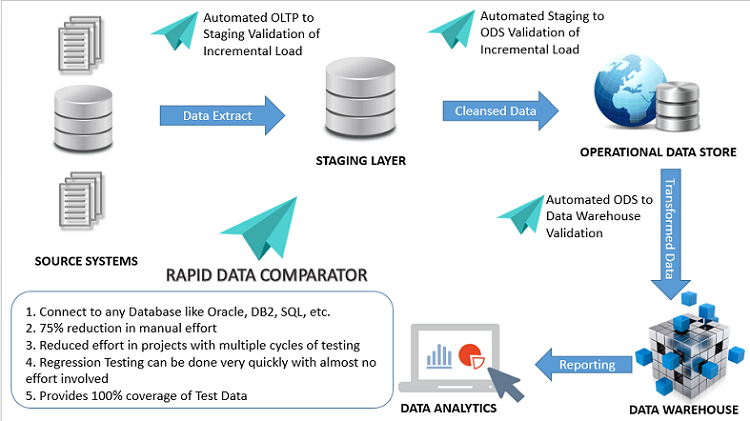 Automated OLTP to
Staging Validation of
Incremental Load
Automated Staging to
ODS Validation of
Incremental Load
Data Extract
Cleansed Data
STAGING LAYER
OPERATIONAL DATA STORE
SOURCE SYSTEMS
Automated ODS to
Data Warehouse
Validation
Transformed Data
RAPID DATA COMPARATOR
1. Connect to any Database like Oracle, DB2, SQL, etc.
2. 75% reduction in manual effort
3. Reduced effort in projects with multiple cycles of testing
4. Regression Testing can be done very quickly with almost no
effort involved
5. Provides 100% coverage of Test Data
Reporting
DATA ANALYTICS
DATA WAREHOUSE